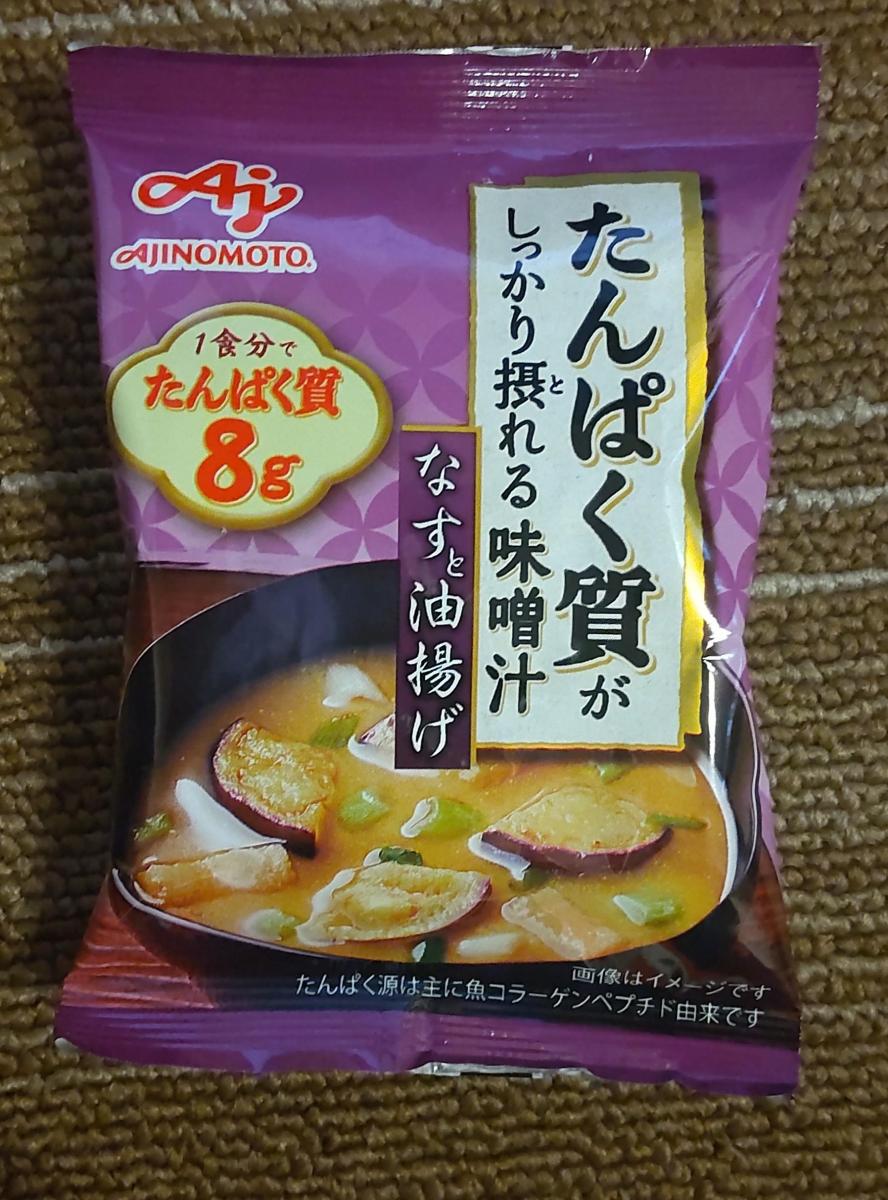 Aj
AJINOMOTO®
たんぱく質が
しっかり摂れる味噌汁
と
なすと油揚げ
1食分で
たんぱく質
8g
画像はイメージです
たんぱく源は主に魚コラーゲンペプチド由来です